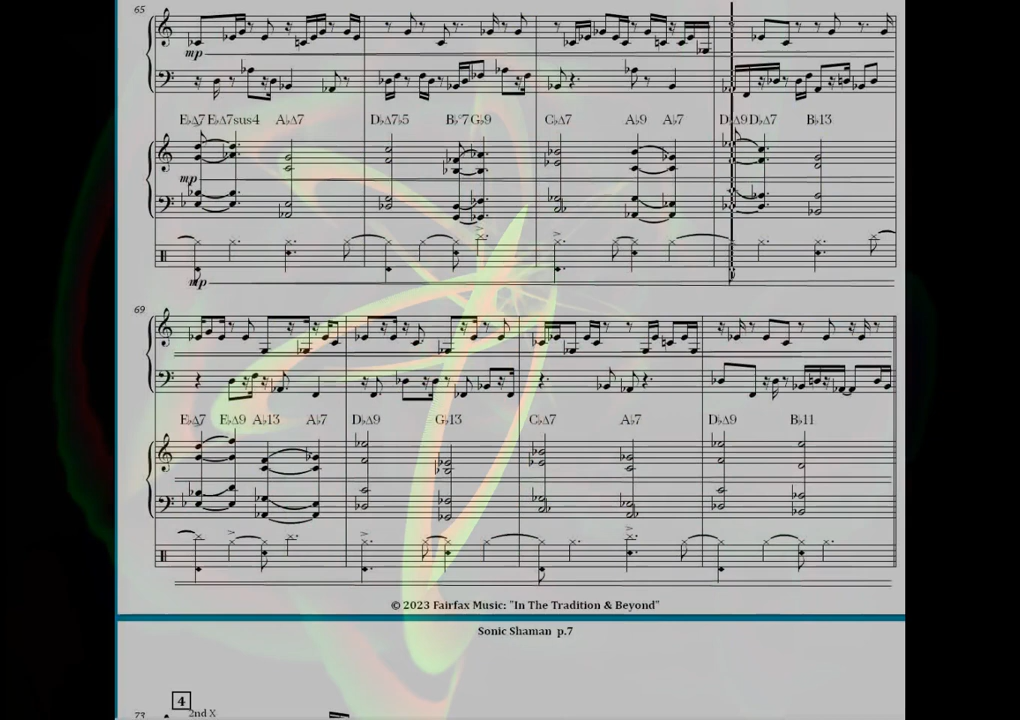 65
mp
E♭Δ7 E♭Δ7sus4 A♭Δ7 D♭Δ7♭5 B♭°7 G♭9 C♭Δ7 A♭9 A♭7 D♭Δ9 D♭Δ7 B♭13
mp
mp
69
E♭Δ7 E♭Δ9 A♭13 A♭7 D♭Δ9 G♭13 C♭Δ7 A♭7 D♭Δ9 B♭11
© 2023 Fairfax Music: "In The Tradition & Beyond"
Sonic Shaman p.7
4
73 2nd X